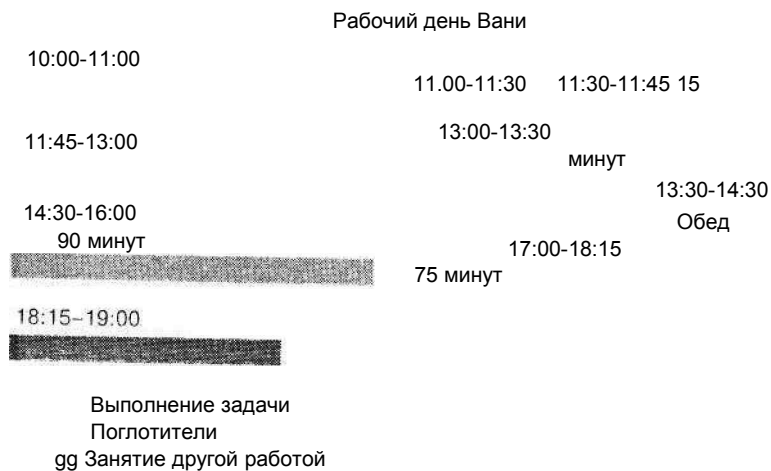 Рабочий день Вани
10:00-11:00
11.00-11:30 11:30-11:45 15
11:45-13:00
13:00-13:30
минут
13:30-14:30
Обед
14:30-16:00
90 минут
17:00-18:15
75 минут
18:15–19:00
Выполнение задачи
Поглотители
gg Занятие другой работой